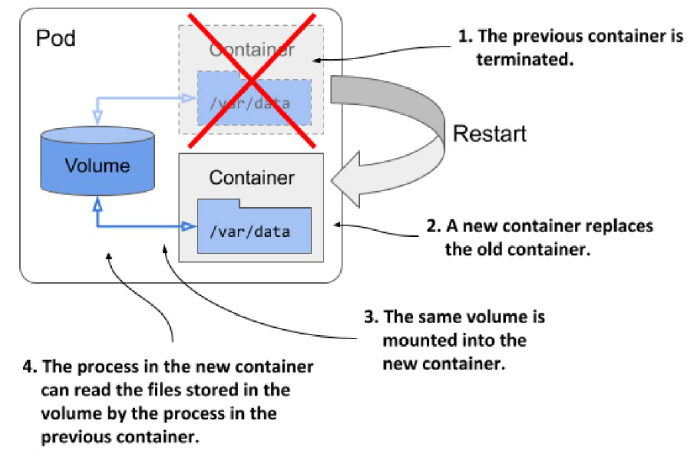 Pod
Container
/var/data
Volume
Container
/var/data
Restart
1. The previous container is
terminated.
2. A new container replaces
the old container.
3. The same volume is
mounted into the
new container.
4. The process in the new container
can read the files stored in the
volume by the process in the
previous container.